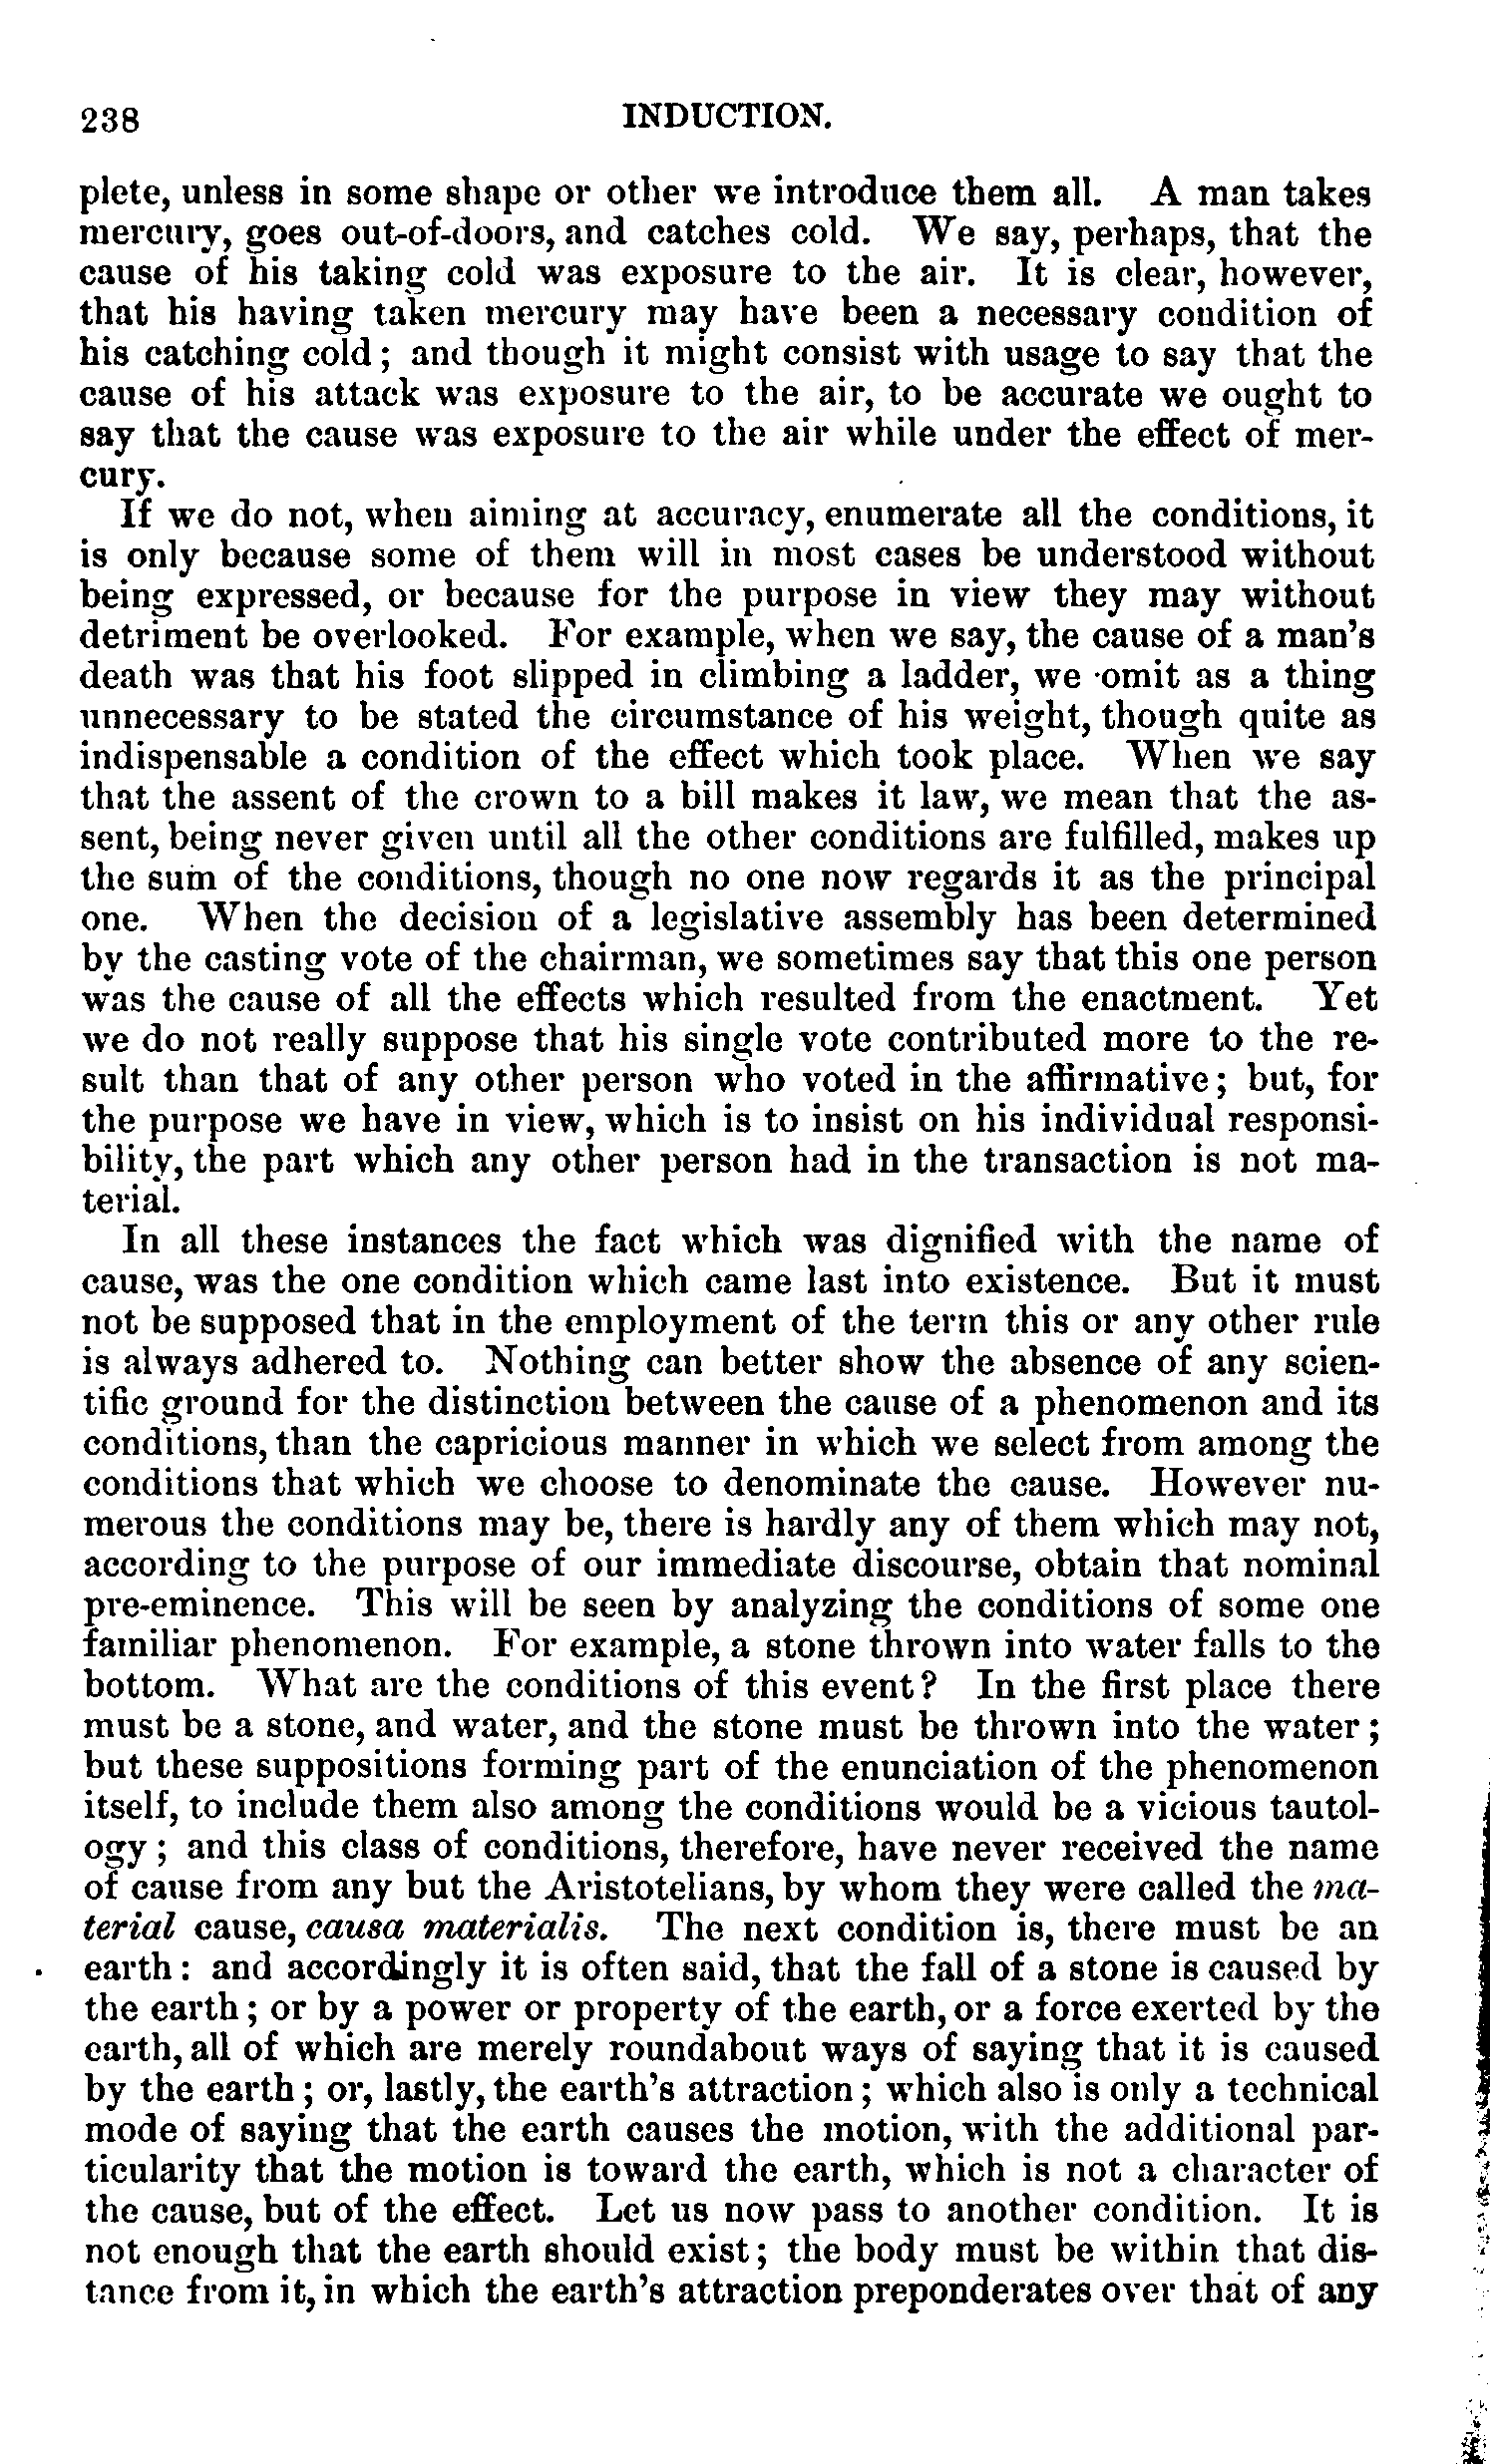 238 INDUCTION.
plete, unless in some shape or other we introduce them all. A man takes
mercury, goes out-of-doors, and catches cold. We say, perhaps, that the
cause of his taking cold was exposure to the air. It is clear, however,
that his having taken mercury may have been a necessary condition of
his catching cold; and though it might consist with usage to say that the
cause of his attack was exposure to the air, to be accurate we ought to
say that the cause was exposure to the air while under the effect of mer-
cury.
If we do not, when aiming at accuracy, enumerate all the conditions, it
is only because some of them will in most cases be understood without
being expressed, or because for the purpose in view they may without
detriment be overlooked. For example, when we say, the cause of a man's
death was that his foot slipped in climbing a ladder, we omit as a thing
unnecessary to be stated the circumstance of his weight, though quite as
indispensable a condition of the effect which took place. When we say
that the assent of the crown to a bill makes it law, we mean that the as-
sent, being never given until all the other conditions are fulfilled, makes up
the sum of the conditions, though no one now regards it as the principal
one. When the decision of a legislative assembly has been determined
by the casting vote of the chairman, we sometimes say that this one person
was the cause of all the effects which resulted from the enactment. Yet
we do not really suppose that his single vote contributed more to the re-
sult than that of any other person who voted in the affirmative; but, for
the purpose we have in view, which is to insist on his individual responsi-
bility, the part which any other person had in the transaction is not ma-
terial.
In all these instances the fact which was dignified with the name of
cause, was the one condition which came last into existence. But it must
not be supposed that in the employment of the term this or any other rule
is always adhered to. Nothing can better show the absence of any scien-
tific ground for the distinction between the cause of a phenomenon and its
conditions, than the capricious manner in which we select from among the
conditions that which we choose to denominate the cause. However nu-
merous the conditions may be, there is hardly any of them which may not,
according to the purpose of our immediate discourse, obtain that nominal
pre-eminence. This will be seen by analyzing the conditions of some one
familiar phenomenon. For example, a stone thrown into water falls to the
bottom. What are the conditions of this event? In the first place there
must be a stone, and water, and the stone must be thrown into the water;
but these suppositions forming part of the enunciation of the phenomenon
itself, to include them also among the conditions would be a vicious tautol-
ogy; and this class of conditions, therefore, have never received the name
of cause from any but the Aristotelians, by whom they were called the ma-
terial cause, causa materialis. The next condition is, there must be an
earth: and accordingly it is often said, that the fall of a stone is caused by
the earth; or by a power or property of the earth, or a force exerted by the
earth, all of which are merely roundabout ways of saying that it is caused
by the earth; or, lastly, the earth's attraction; which also is only a technical
mode of saying that the earth causes the motion, with the additional par-
ticularity that the motion is toward the earth, which is not a character of
the cause, but of the effect. Let us now pass to another condition. It is
not enough that the earth should exist; the body must be within that dis-
tance from it, in which the earth's attraction preponderates over that of any